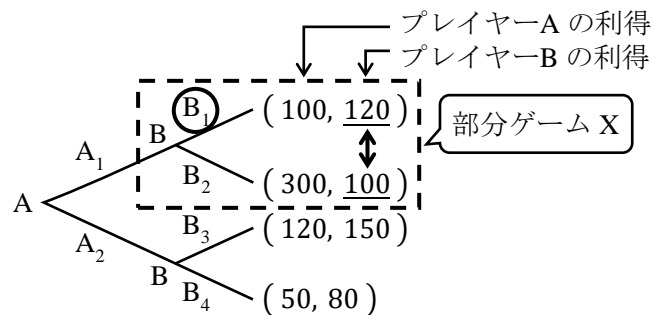 プレイヤーA の利得
プレイヤーB の利得
B₁
( 100, 120 )
部分ゲーム X
B
A₁
B₂
( 300, 100 )
A
B₃
( 120, 150 )
A₂
B
B₄
( 50, 80 )